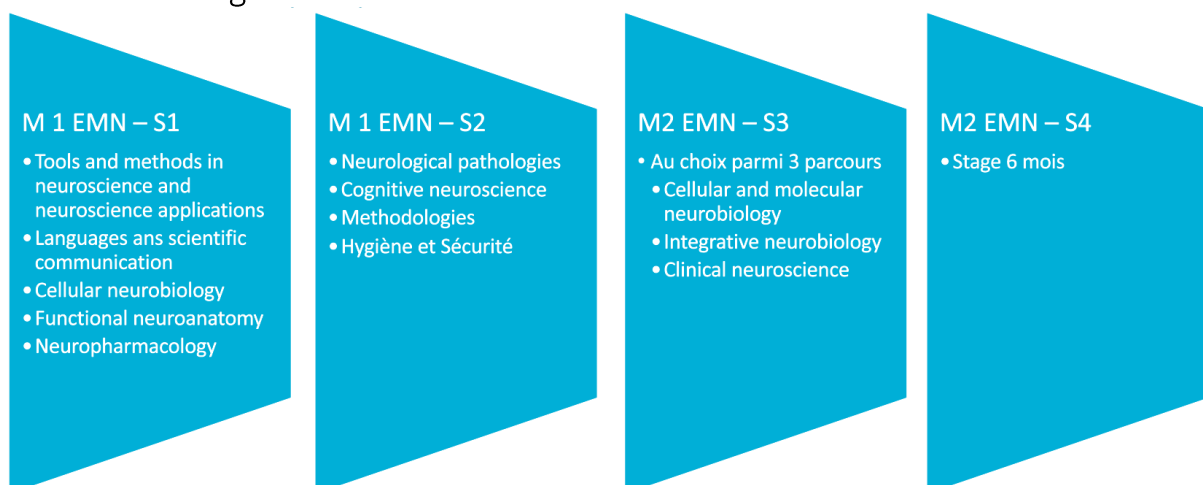 M 1 EMN – S1
• Tools and methods in
neuroscience and
neuroscience applications
• Languages ans scientific
communication
• Cellular neurobiology
• Functional neuroanatomy
• Neuropharmacology
M 1 EMN – S2
• Neurological pathologies
• Cognitive neuroscience
• Methodologies
• Hygiène et Sécurité
M2 EMN – S3
• Au choix parmi 3 parcours
• Cellular and molecular
neurobiology
• Integrative neurobiology
• Clinical neuroscience
M2 EMN – S4
• Stage 6 mois